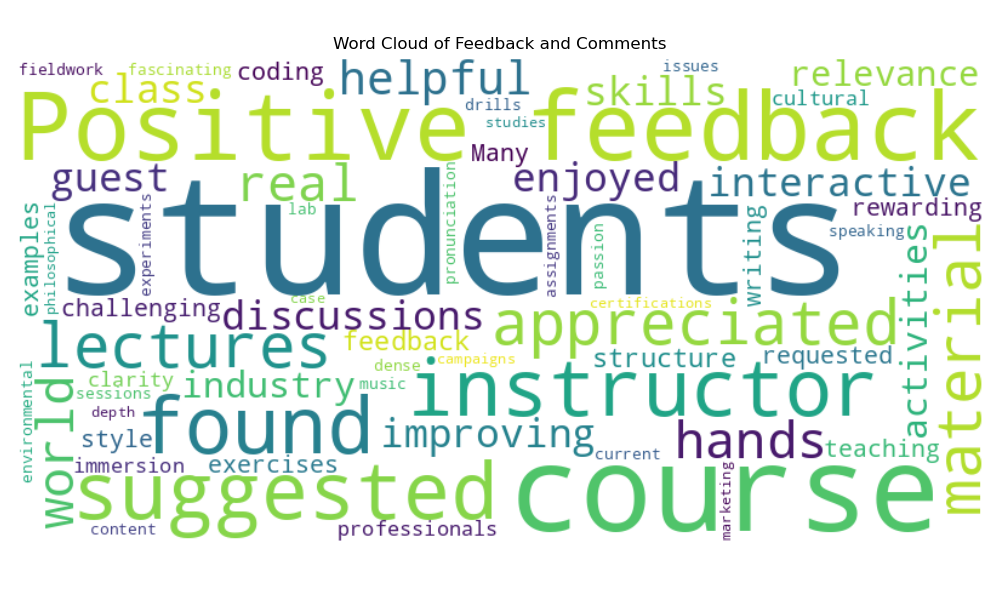 Word Cloud of Feedback and Comments
fieldwork fascinating coding helpful issues relevance
class skills cultural
drills
Positive feedback
studies
Many
guest real enjoyed interactive
students
examples philosophical experiments lab pronunciation assignments passion writing rewarding
speaking
activities material
challenging discussions case certifications
appreciated
lectures feedback structure requested
environmental world clarity industry dense campaigns
sessions music instructor
depth found improving hands
style teaching
immersion exercises current
suggested course marketing
content professionals